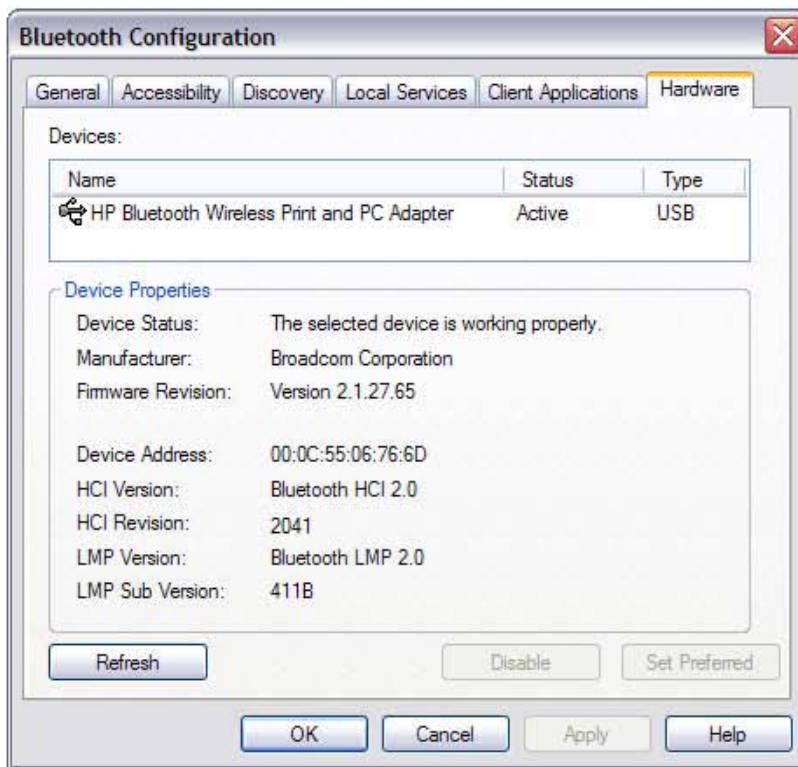 Bluetooth Configuration
General Accessibility Discovery Local Services Client Applications Hardware
Devices:
Name Status Type
HP Bluetooth Wireless Print and PC Adapter Active USB
Device Properties
Device Status: The selected device is working properly.
Manufacturer: Broadcom Corporation
Firmware Revision: Version 2.1.27.65
Device Address: 00:0C:55:06:76:6D
HCI Version: Bluetooth HCI 2.0
HCI Revision: 2041
LMP Version: Bluetooth LMP 2.0
LMP Sub Version: 411B
Refresh Disable Set Preferred
OK Cancel Apply Help